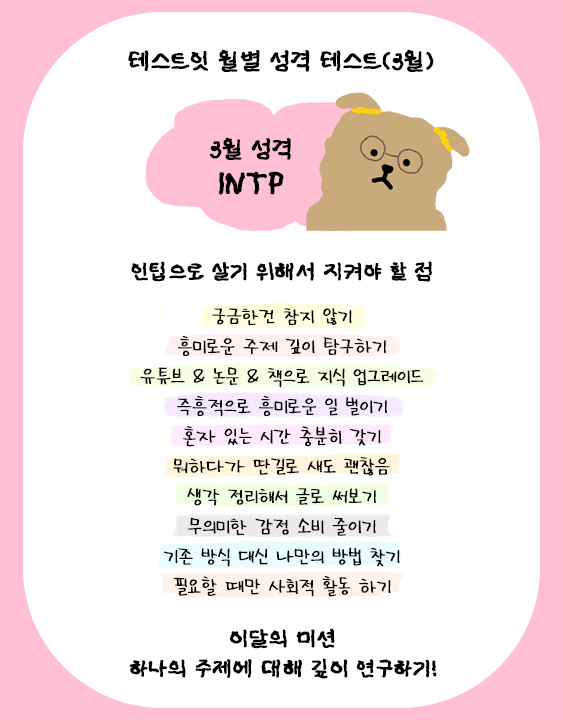 테스트잇 월별 성격 테스트(3월)
3월 성격
INTP
인팁으로 살기 위해서 지켜야 할 점
궁금한건 참지 않기
흥미로운 주제 깊이 탐구하기
유튜브 & 논문 & 책으로 지식 업그레이드
즉흥적으로 흥미로운 일 벌이기
혼자 있는 시간 충분히 갖기
뭐하다가 딴길로 새도 괜찮음
생각 정리해서 글로 써보기
무의미한 감정 소비 줄이기
기존 방식 대신 나만의 방법 찾기
필요할 때만 사회적 활동 하기
이달의 미션
하나의 주제에 대해 깊이 연구하기!